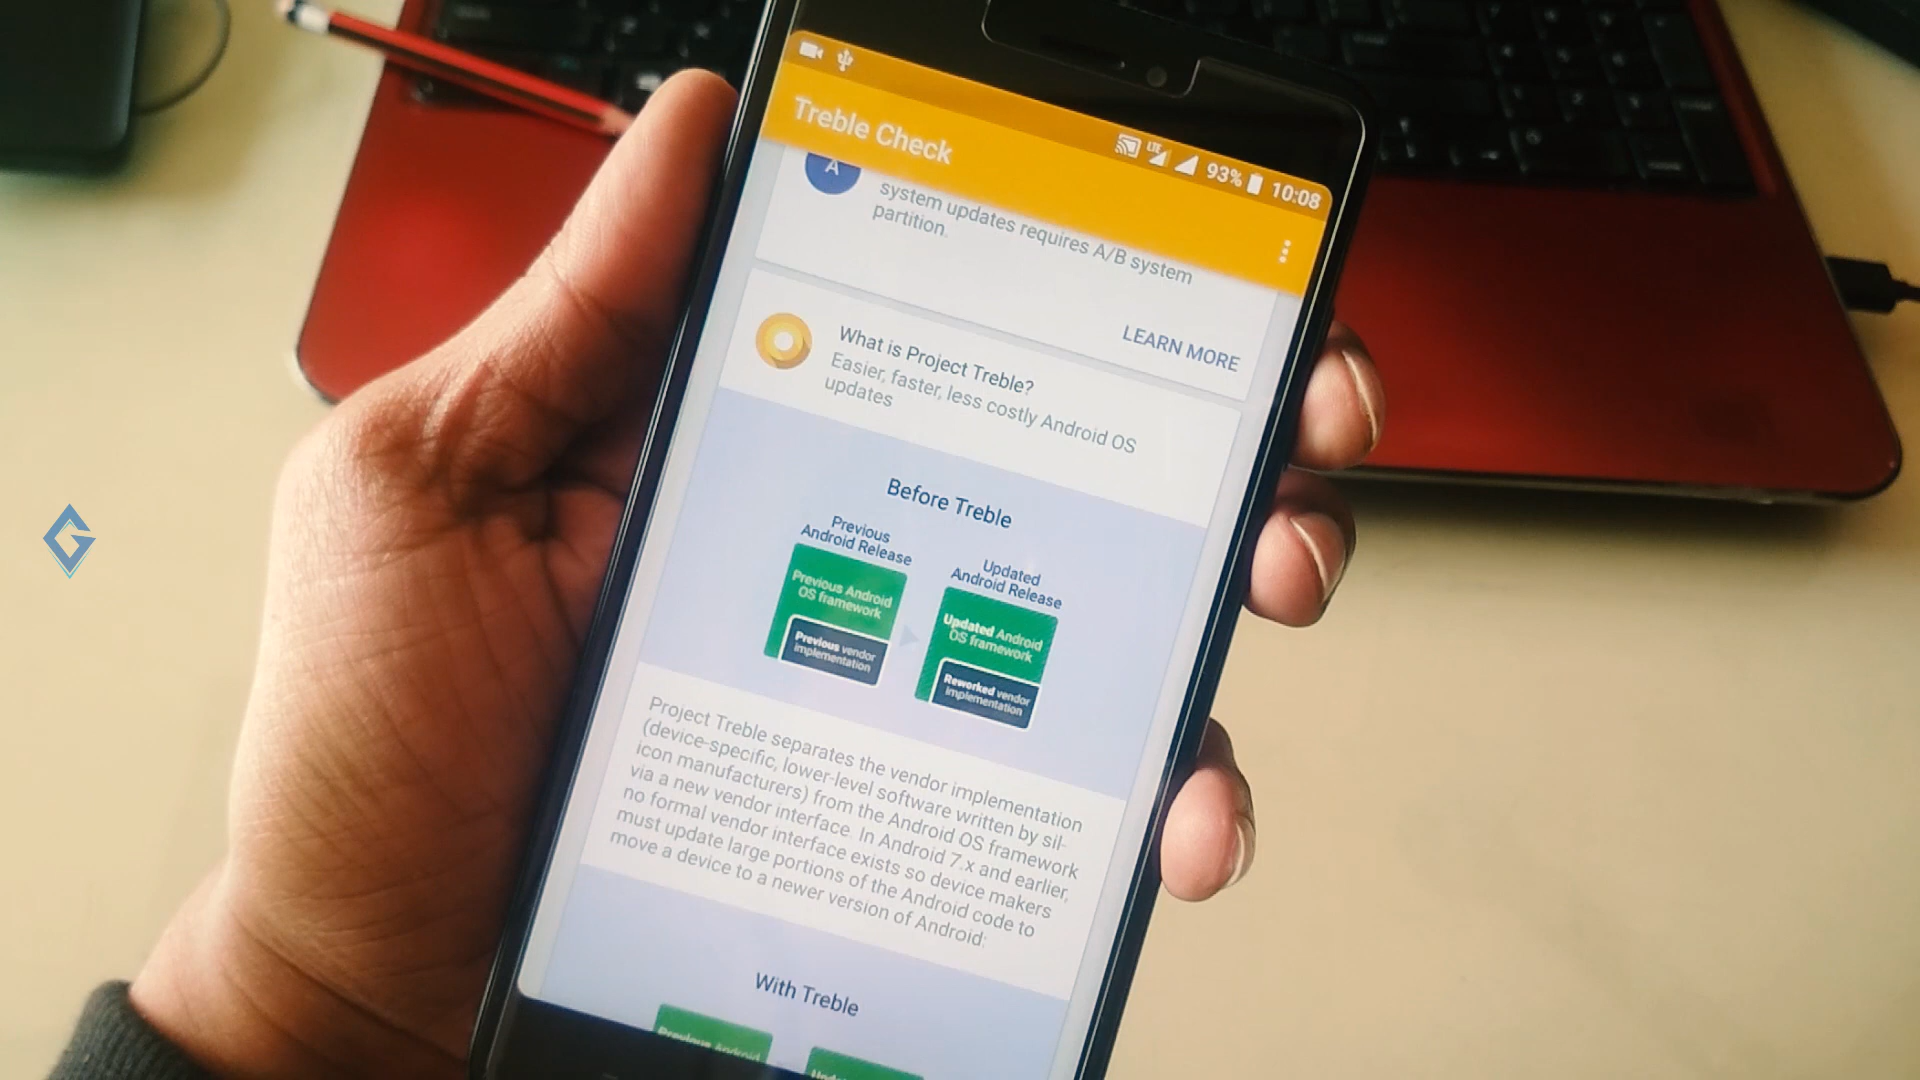 93% 10:08
Treble Check
A
system updates requires A/B system
partition.
LEARN MORE
What is Project Treble?
Easier, faster, less costly Android OS
updates
Before Treble
Previous
Android Release
Previous Android
OS framework
Previous vendor
implementation
Updated
Android Release
Updated Android
OS framework
Reworked vendor
implementation
Project Treble separates the vendor implementation
(device-specific, lower-level software written by sil-
icon manufacturers) from the Android OS framework
via a new vendor interface. In Android 7.x and earlier,
no formal vendor interface exists so device makers
must update large portions of the Android code to
move a device to a newer version of Android:
With Treble
Previous Android